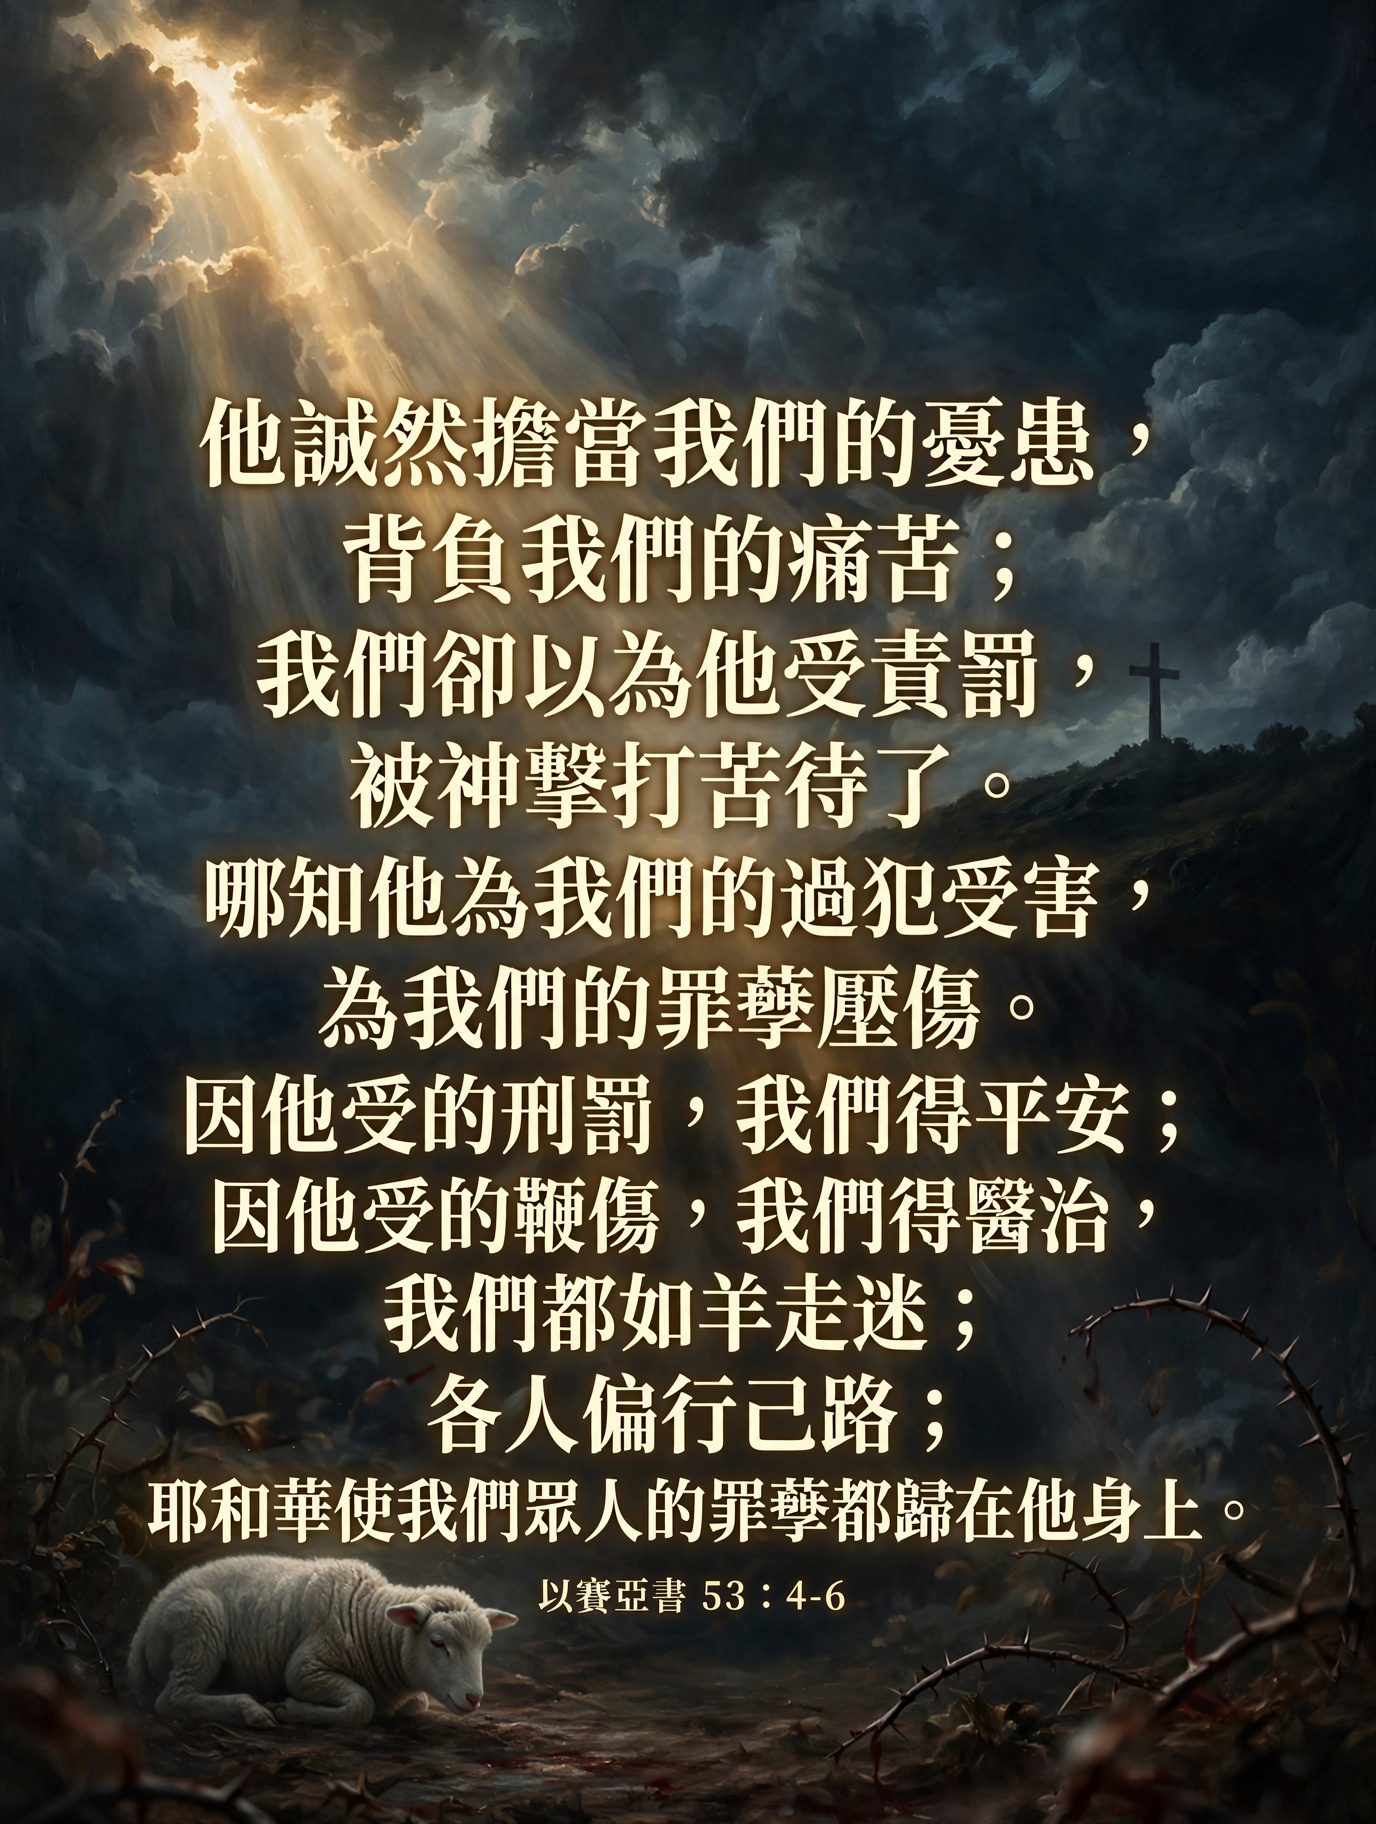 他誠然擔當我們的憂患，
背負我們的痛苦；
我們卻以為他受責罰，
被神擊打苦待了。
哪知他為我們的過犯受害，
為我們的罪孽壓傷。
因他受的刑罰，我們得平安；
因他受的鞭傷，我們得醫治，
我們都如羊走迷；
各人偏行己路；
耶和華使我們眾人的罪孽都歸在他身上。
以賽亞書 53：4-6